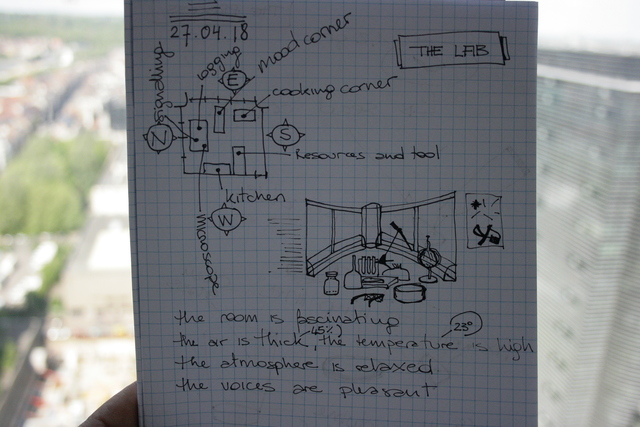 27.04.18
THE LAB
mood corner
logging
E
cooking corner
signalling
N
S
Resources and tool
kitchen
W
microscope
the room is fascinating
(45%) 23°
the air is thick, the temperature is high
the atmosphere is relaxed
the voices are pleasant